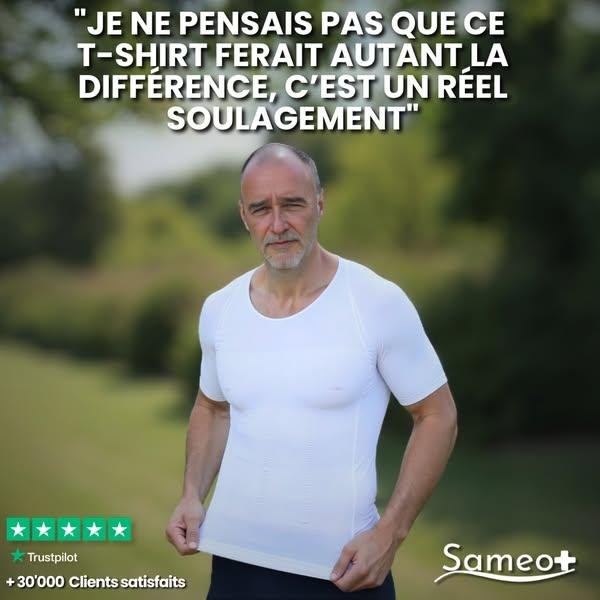 "JE NE PENSAIS PAS QUE CE
T-SHIRT FERAIT AUTANT LA
DIFFÉRENCE, C’EST UN RÉEL
SOULAGEMENT"
Trustpilot
+30'000 Clients satisfaits
Sameo+